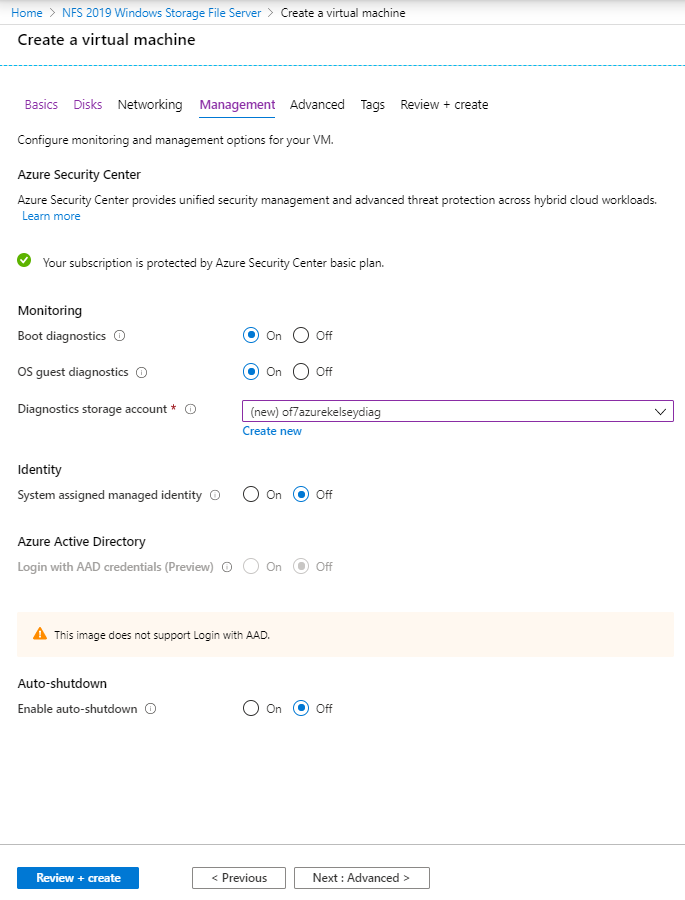 Home > NFS 2019 Windows Storage File Server > Create a virtual machine
Create a virtual machine
Basics Disks Networking Management Advanced Tags Review + create
Configure monitoring and management options for your VM.
Azure Security Center
Azure Security Center provides unified security management and advanced threat protection across hybrid cloud workloads.
Learn more
Your subscription is protected by Azure Security Center basic plan.
Monitoring
Boot diagnostics On Off
OS guest diagnostics On Off
Diagnostics storage account * (new) of7azurekelseydiag
Create new
Identity
System assigned managed identity On Off
Azure Active Directory
Login with AAD credentials (Preview) On Off
This image does not support Login with AAD.
Auto-shutdown
Enable auto-shutdown On Off
Review + create < Previous Next : Advanced >